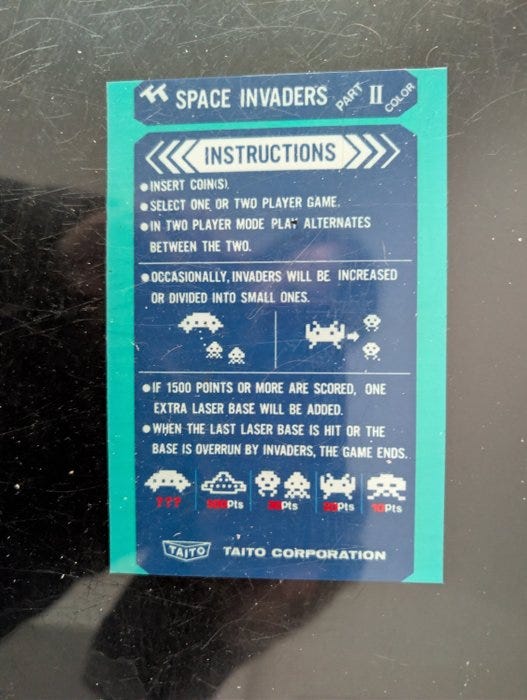 SPACE INVADERS PART II COLOR
INSTRUCTIONS
●INSERT COIN(S).
●SELECT ONE OR TWO PLAYER GAME.
●IN TWO PLAYER MODE PLAY ALTERNATES
BETWEEN THE TWO.
●OCCASIONALLY, INVADERS WILL BE INCREASED
OR DIVIDED INTO SMALL ONES.
●IF 1500 POINTS OR MORE ARE SCORED, ONE
EXTRA LASER BASE WILL BE ADDED.
●WHEN THE LAST LASER BASE IS HIT OR THE
BASE IS OVERRUN BY INVADERS, THE GAME ENDS.
??? Pts Pts Pts 10Pts
TAITO TAITO CORPORATION